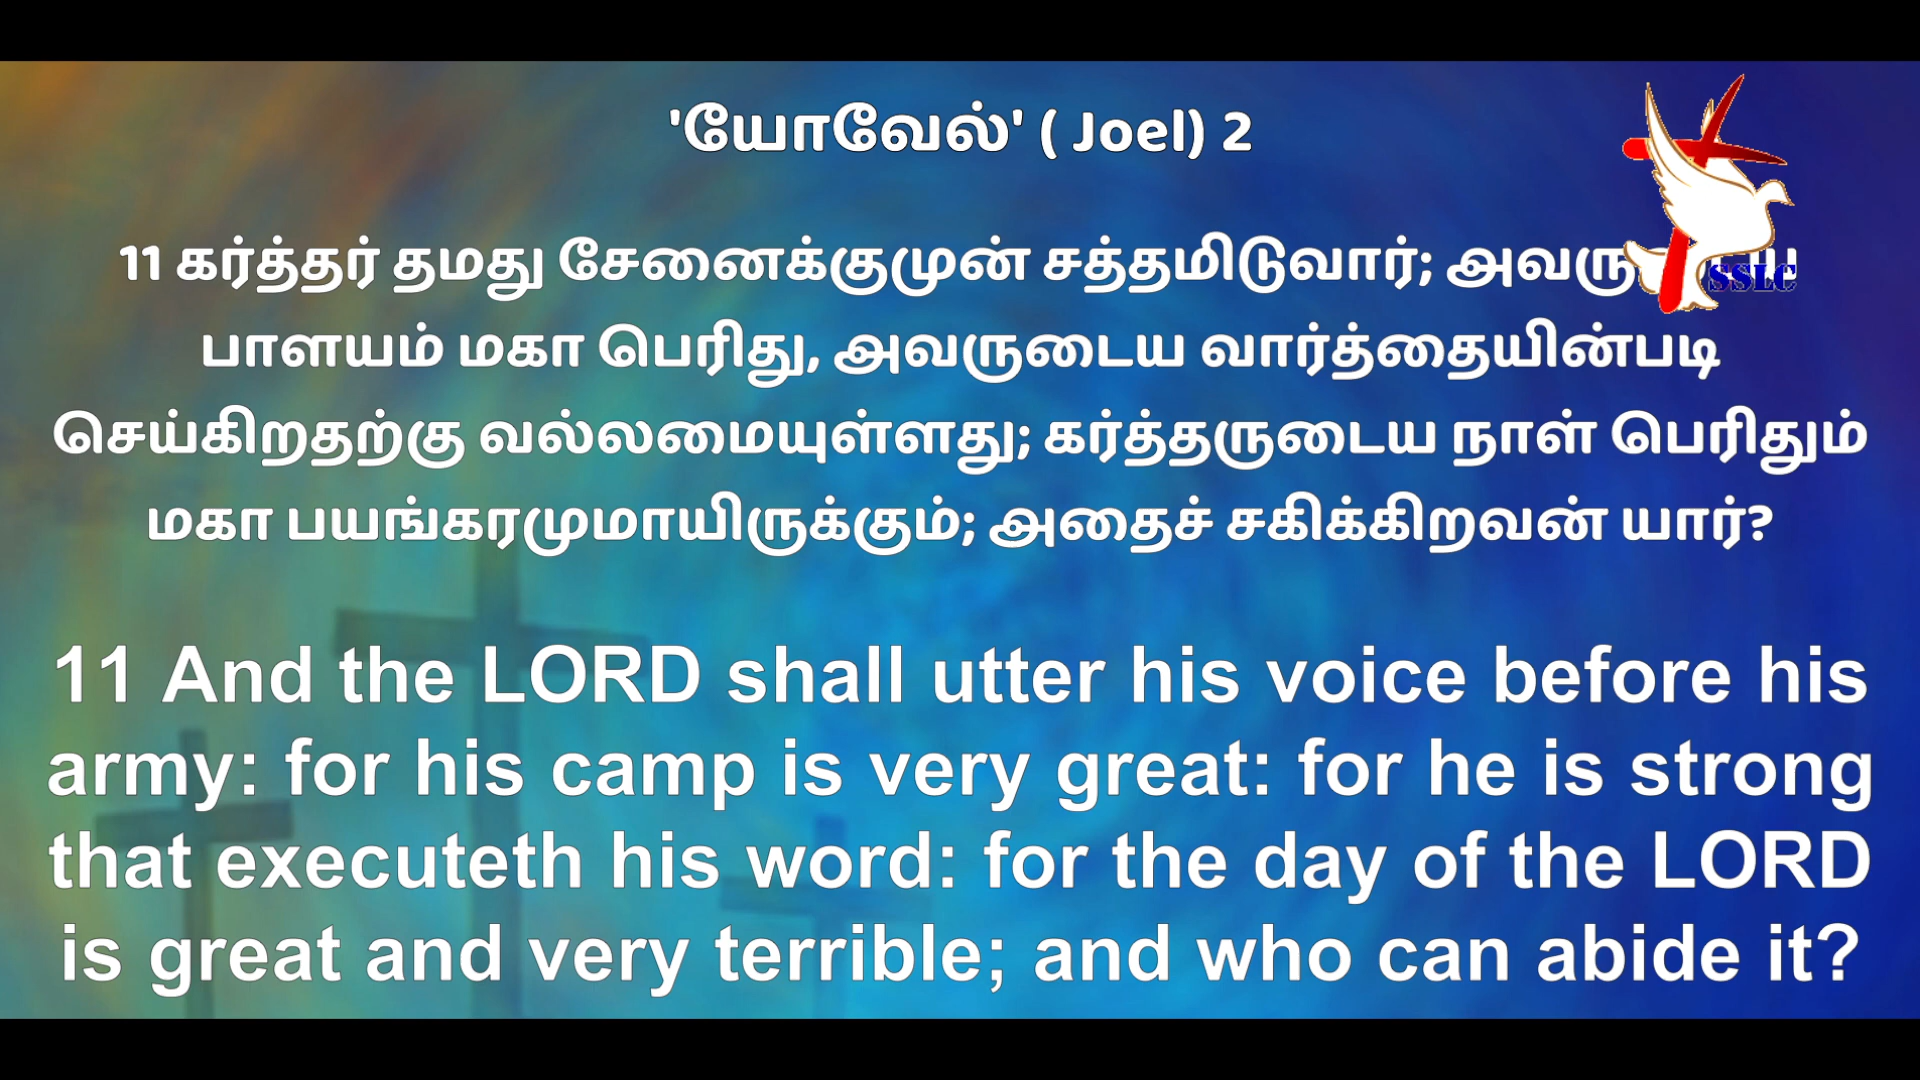 'யோவேல்' ( Joel) 2
11 கர்த்தர் தமது சேனைக்குமுன் சத்தமிடுவார்;
SSLC
பாளயம் மகா பெரிது, அவருடைய வார்த்தையின்படி
செய்கிறதற்கு வல்லமையுள்ளது; கர்த்தருடைய நாள் பெரிதும்
மகா பயங்கரமுமாயிருக்கும்; அதைச் சகிக்கிறவன் யார்?
11 And the LORD shall utter his voice before his
army: for his camp is very great: for he is strong
that executeth his word: for the day of the LORD
is great and very terrible; and who can abide it?